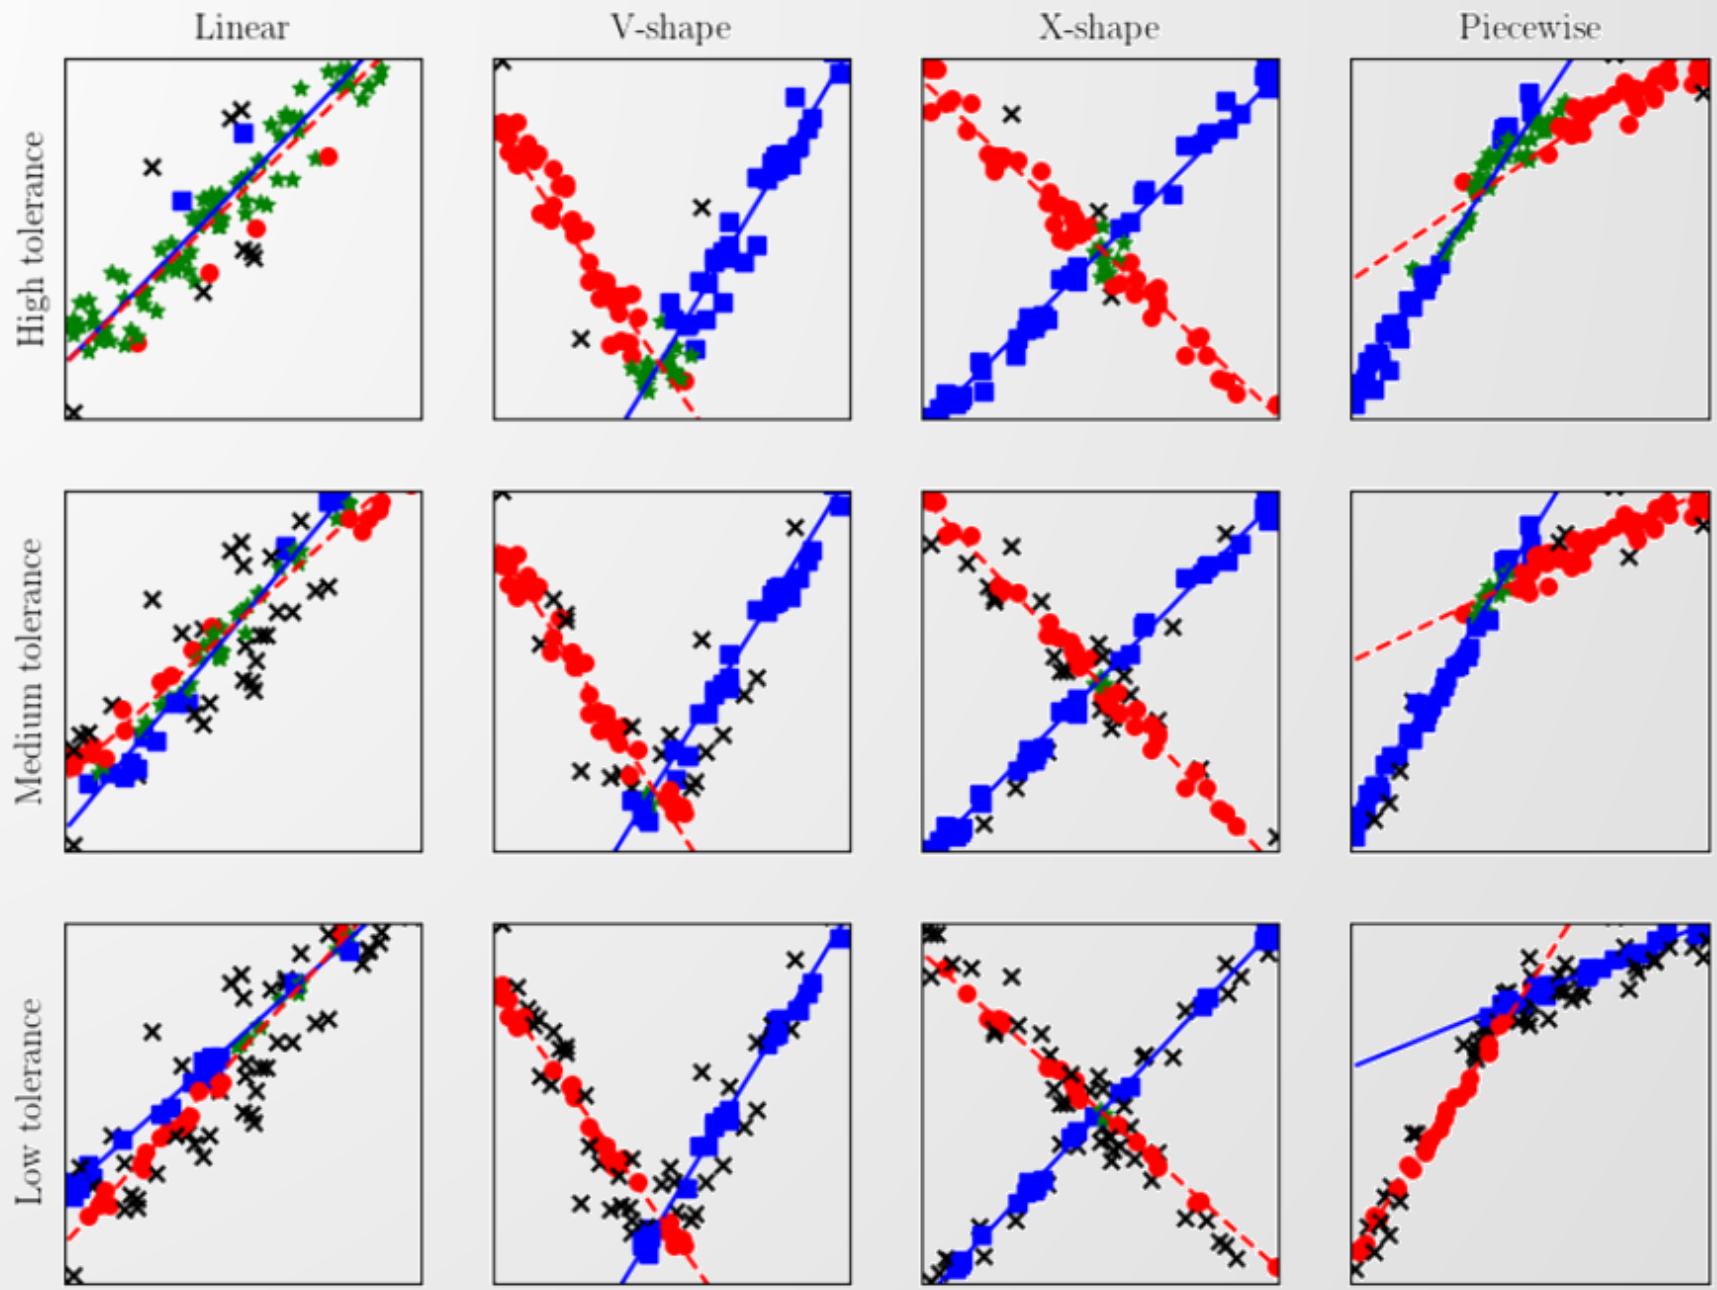 Linear
V-shape
X-shape
Piecewise
High tolerance
Medium tolerance
Low tolerance